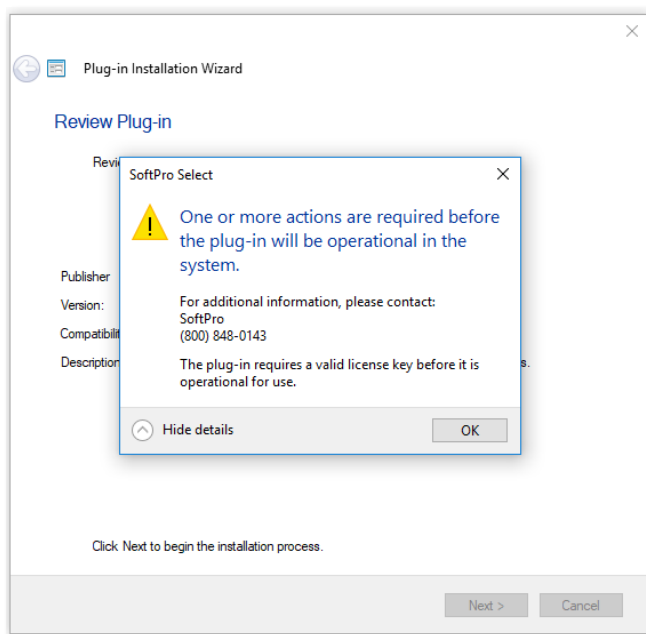 Plug-in Installation Wizard
Review Plug-in
SoftPro Select
One or more actions are required before
the plug-in will be operational in the
system.
Publisher
For additional information, please contact:
Version:
SoftPro
(800) 848-0143
Description
The plug-in requires a valid license key before it is
operational for use.
Hide details
OK
Click Next to begin the installation process.
Next >
Cancel